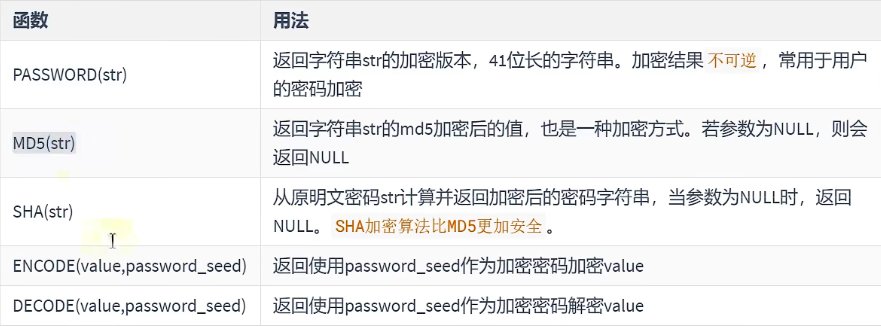 函数 用法
PASSWORD(str) 返回字符串str的加密版本，41位长的字符串。加密结果 不可逆 ，常用于用户
的密码加密
MD5(str) 返回字符串str的md5加密后的值，也是一种加密方式。若参数为NULL，则会
返回NULL
SHA(str) 从原明文密码str计算并返回加密后的密码字符串，当参数为NULL时，返回
NULL。 SHA加密算法比MD5更加安全 。
ENCODE(value,password_seed) 返回使用password_seed作为加密密码加密value
DECODE(value,password_seed) 返回使用password_seed作为加密密码解密value